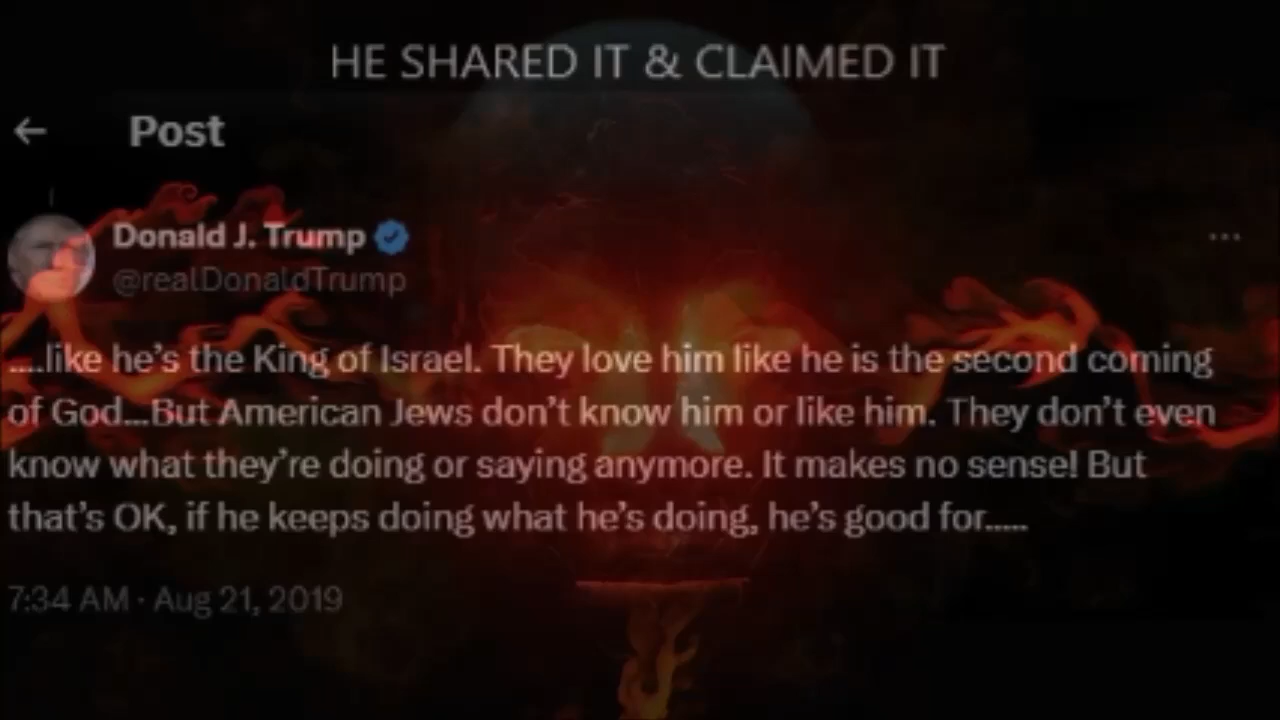 HE SHARED IT & CLAIMED IT
Post
Donald J. Trump
@realDonaldTrump
....like he’s the King of Israel. They love him like he is the second coming
of God...But American Jews don’t know him or like him. They don’t even
know what they’re doing or saying anymore. It makes no sense! But
that’s OK, if he keeps doing what he’s doing, he’s good for.....
7:34 AM · Aug 21, 2019